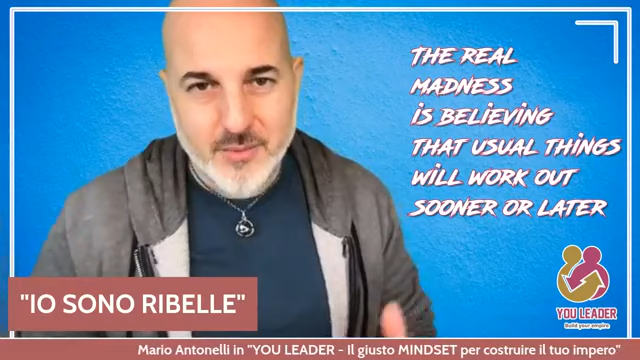 THE REAL
MADNESS
IS BELIEVING
THAT USUAL THINGS
WILL WORK OUT
SOONER OR LATER
YOU LEADER
Build your empire
"IO SONO RIBELLE"
Mario Antonelli in "YOU LEADER - Il giusto MINDSET per costruire il tuo impero"